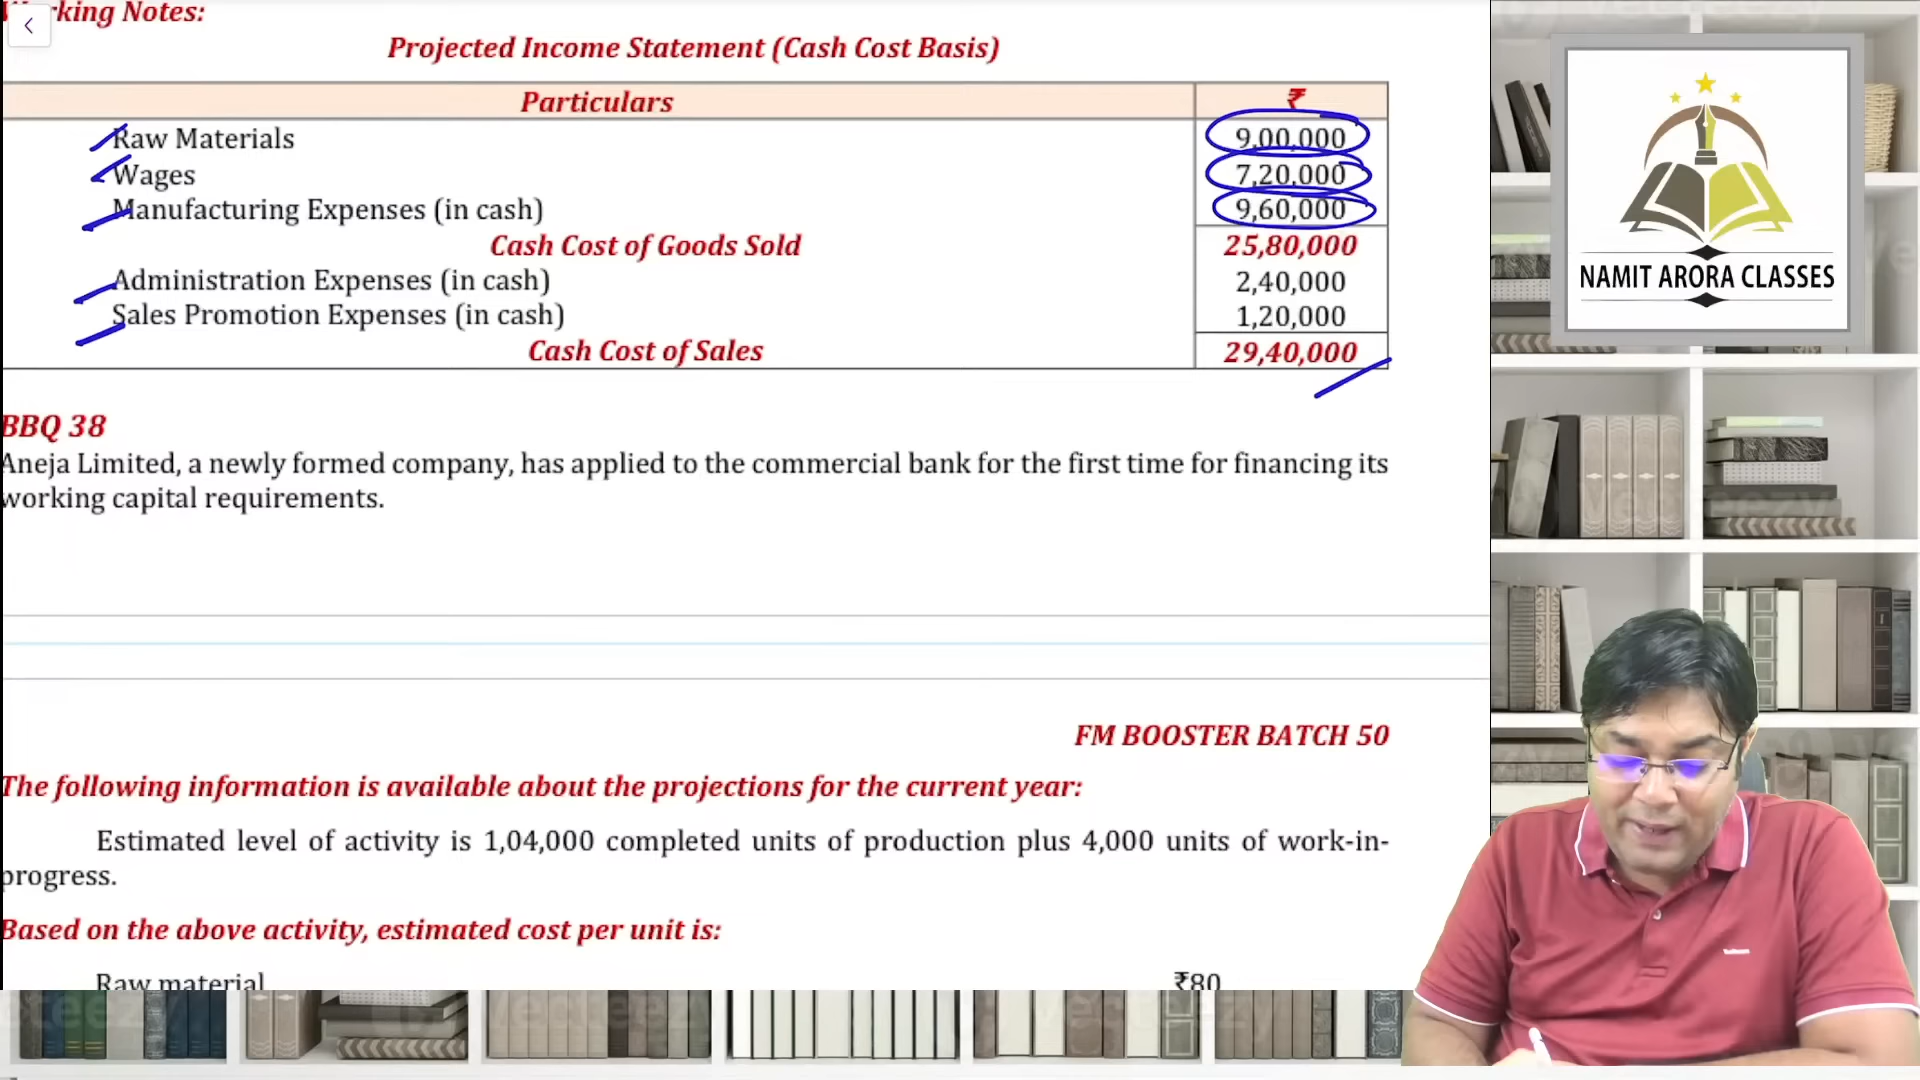 rking Notes:
Projected Income Statement (Cash Cost Basis)
Particulars ₹
Raw Materials 9,00,000
Wages 7,20,000
Manufacturing Expenses (in cash) 9,60,000
Cash Cost of Goods Sold 25,80,000
Administration Expenses (in cash) 2,40,000
Sales Promotion Expenses (in cash) 1,20,000
Cash Cost of Sales 29,40,000
BBQ 38
Aneja Limited, a newly formed company, has applied to the commercial bank for the first time for financing its
working capital requirements.
FM BOOSTER BATCH 50
The following information is available about the projections for the current year:
Estimated level of activity is 1,04,000 completed units of production plus 4,000 units of work-in-
progress.
Based on the above activity, estimated cost per unit is:
Raw material ₹80
NAMIT ARORA CLASSES